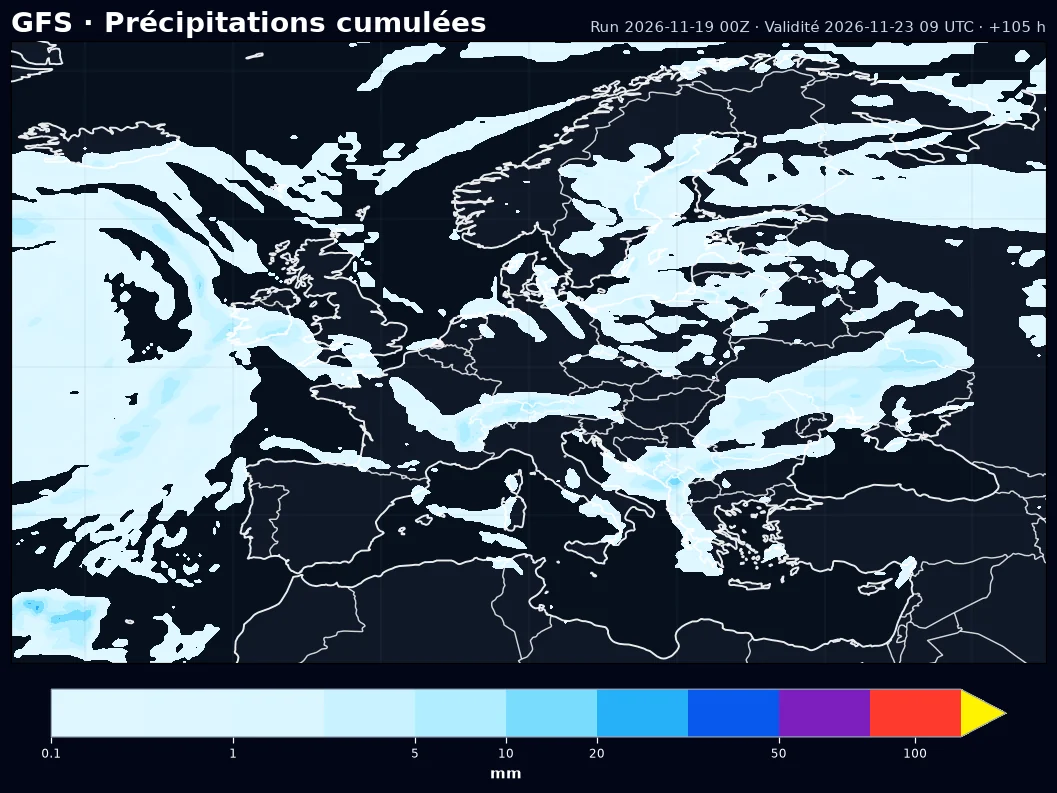 GFS · Précipitations cumulées
Run 2026-11-19 00Z · Validité 2026-11-23 09 UTC · +105 h
0.1 1 5 10 20 50 100
mm